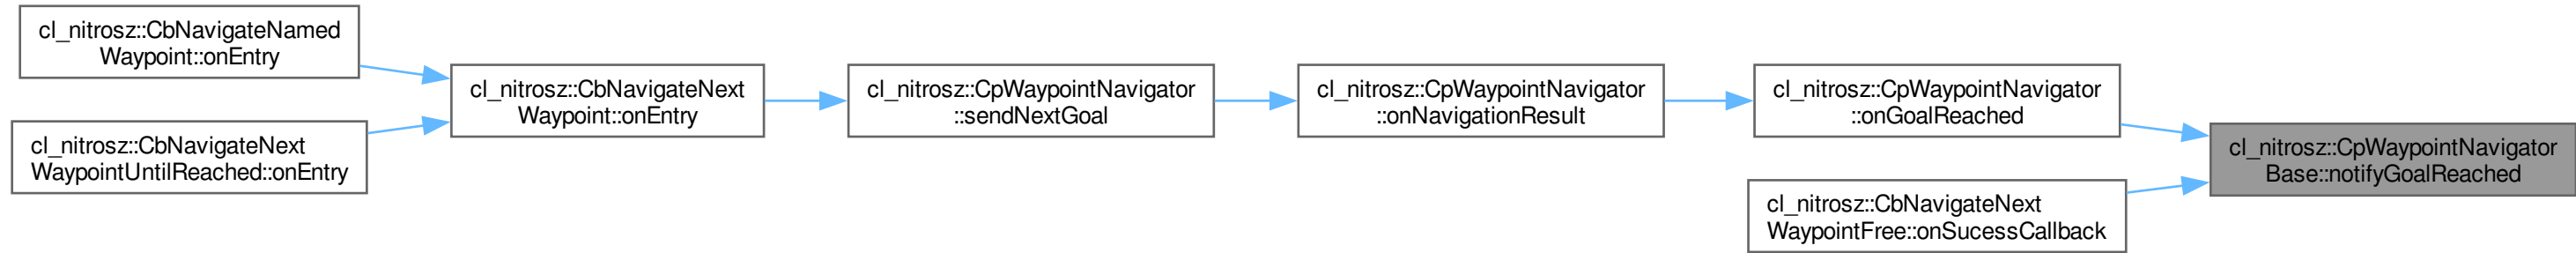 cl_nitrosz::CbNavigateNamed
Waypoint::onEntry
cl_nitrosz::CbNavigateNext
WaypointUntilReached::onEntry
cl_nitrosz::CbNavigateNext
Waypoint::onEntry
cl_nitrosz::CpWaypointNavigator
::sendNextGoal
cl_nitrosz::CpWaypointNavigator
::onNavigationResult
cl_nitrosz::CpWaypointNavigator
::onGoalReached
cl_nitrosz::CbNavigateNext
WaypointFree::onSucessCallback
cl_nitrosz::CpWaypointNavigator
Base::notifyGoalReached